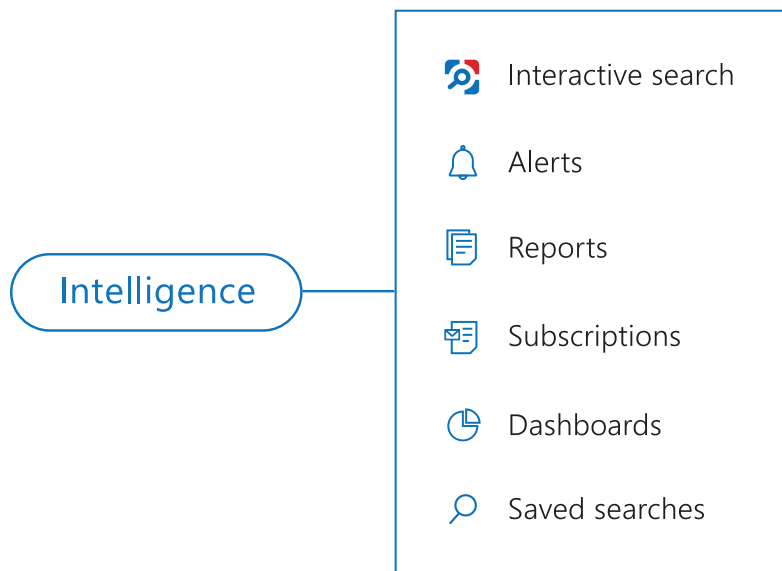 Interactive search
Alerts
Reports
Intelligence
Subscriptions
Dashboards
Saved searches